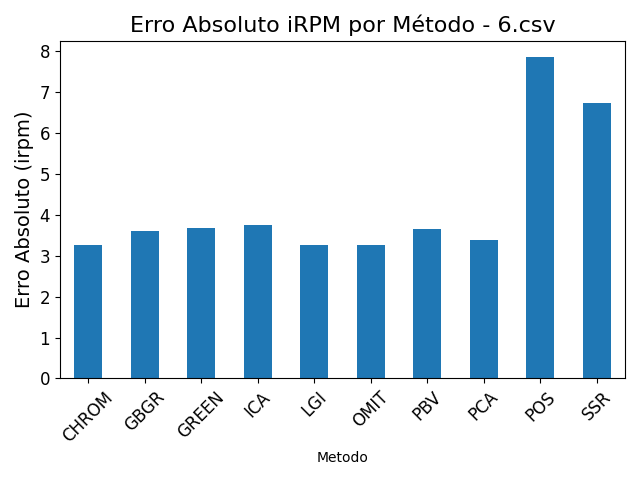 Erro Absoluto iRPM por Método - 6.csv
Erro Absoluto (irpm)
8
7
6
5
4
3
2
1
0
CHROM GBGR GREEN ICA LGI OMIT PBV PCA POS SSR
Metodo